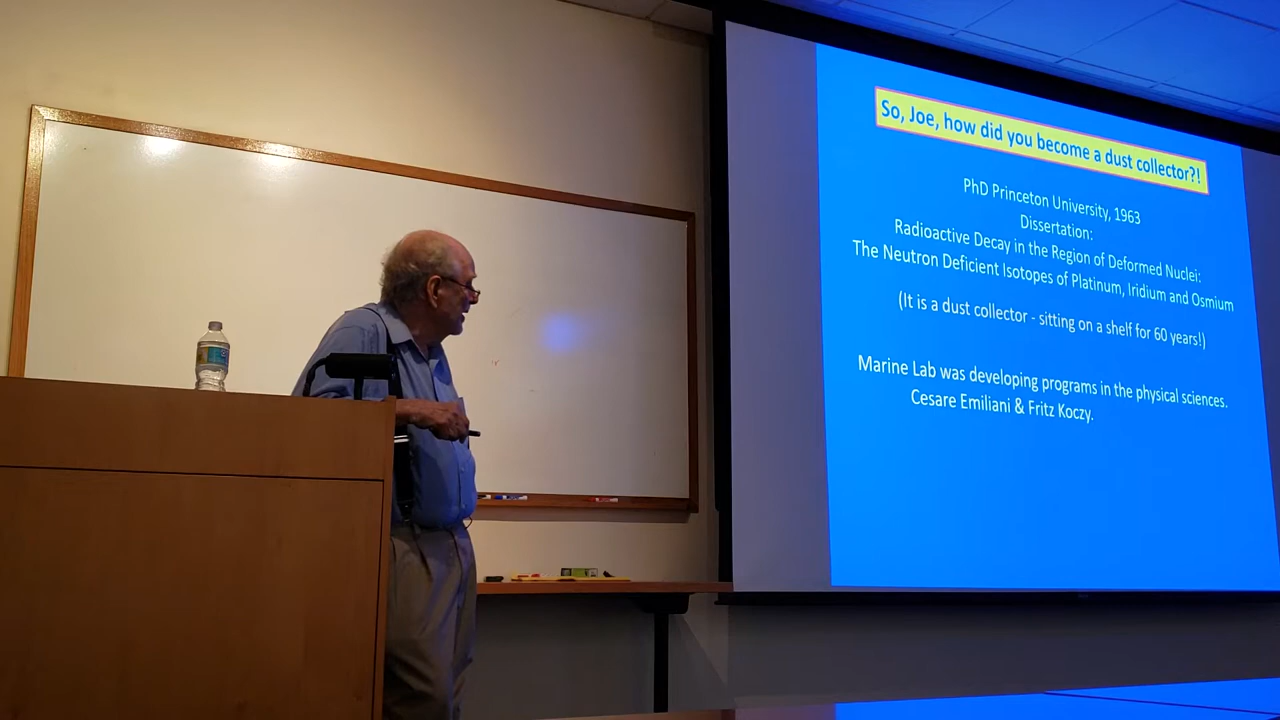 So, Joe, how did you become a dust collector?!
PhD Princeton University, 1963
Dissertation:
Radioactive Decay in the Region of Deformed Nuclei:
The Neutron Deficient Isotopes of Platinum, Iridium and Osmium
(It is a dust collector - sitting on a shelf for 60 years!)
Marine Lab was developing programs in the physical sciences.
Cesare Emiliani & Fritz Koczy.